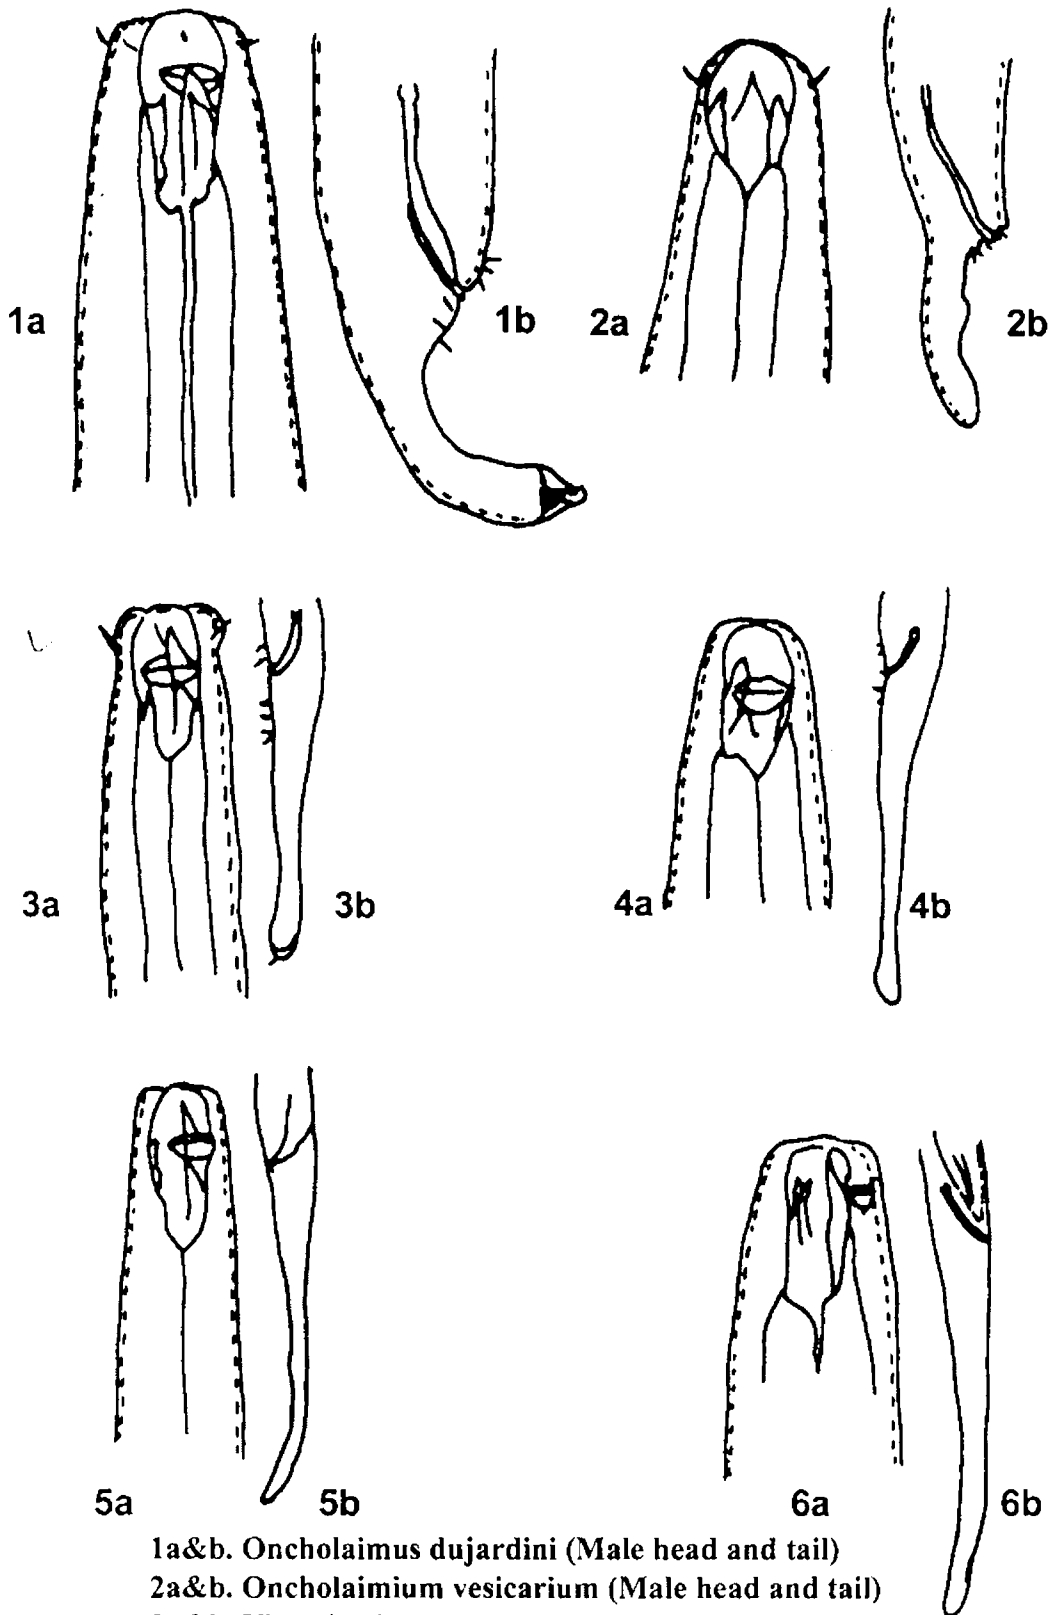 1a
1b
2a
2b
3a
3b
4a
4b
5a
5b
6a
6b
1a&b. Oncholaimus dujardini (Male head and tail)
2a&b. Oncholaimium vesicarium (Male head and tail)